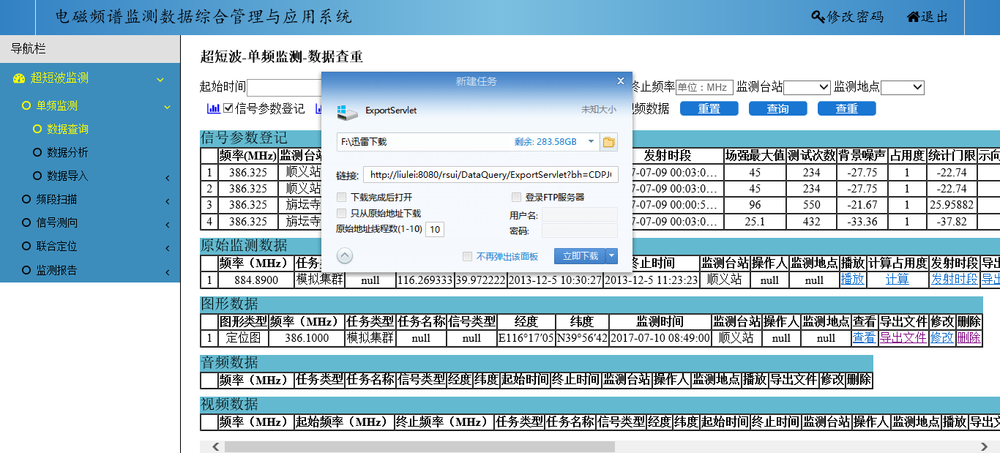 电磁频谱监测数据综合管理与应用系统 修改密码 退出
导航栏
超短波监测
单频监测
数据查询
数据分析
数据导入
频段扫描
信号测向
联合定位
监测报告
超短波-单频监测-数据查重
起始时间 终止频率 单位：MHz 监测台站 监测地点
信号参数登记 视频数据 重置 查询 查重
新建任务
ExportServlet 未知大小
F:\迅雷下载 剩余: 283.58GB
链接: http://liulei:8080/rsui/DataQuery/ExportServlet?bh=CDPJ
下载完成后打开 登录FTP服务器
只从原始地址下载 用户名:
原始地址线程数(1-10) 10 密码:
不再弹出该面板 立即下载
信号参数登记
频率(MHz) 监测台站 发射时段 场强最大值 测试次数 背景噪声 占用度 统计门限 示向
1 386.325 顺义站 7-07-09 00:03:0… 45 234 -27.75 1 -22.74
2 386.325 顺义站 7-07-09 00:03:0… 45 234 -27.75 1 -22.74
3 386.325 旃坛寺 7-07-09 00:00:5… 96 550 -21.67 1 25.95882
4 386.325 旃坛寺 7-07-09 00:03:0… 25.1 432 -33.36 1 -37.82
原始监测数据
频率（MHz） 任务 终止时间 监测台站 操作人 监测地点 播放 计算占用度 发射时段 导出
1 884.8900 模拟集群 null 116.269333 39.972222 2013-12-5 10:30:27 2013-12-5 11:23:23 顺义站 null null 播放 计算 发射时段 导出
图形数据
图形类型 频率（MHz） 任务类型 任务名称 信号类型 经度 纬度 监测时间 监测台站 操作人 监测地点 查看 导出文件 修改 删除
1 定位图 386.1000 模拟集群 null null E116°17'05 N39°56'42 2017-07-10 08:49:00 顺义站 null null 查看 导出文件 修改 删除
音频数据
频率（MHz） 任务类型 任务名称 信号类型 经度 纬度 起始时间 终止时间 监测台站 操作人 监测地点 播放 导出文件 修改 删除
视频数据
频率（MHz） 起始频率（MHz） 终止频率（MHz） 任务类型 任务名称 信号类型 经度 纬度 起始时间 终止时间 监测台站 操作人 监测地点 播放 导出文